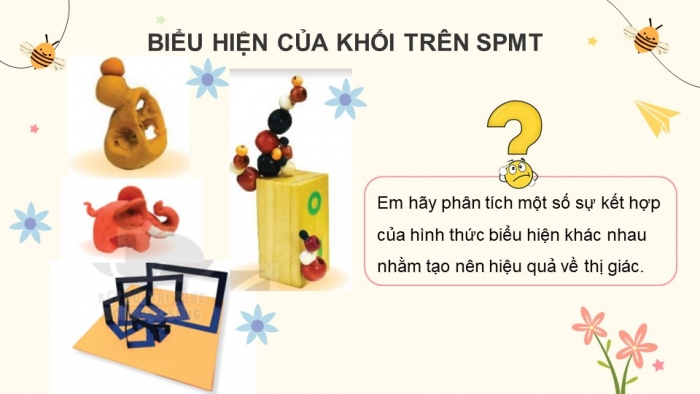 BIỂU HIỆN CỦA KHỐI TRÊN SPMT
Em hãy phân tích một số sự kết hợp
của hình thức biểu hiện khác nhau
nhằm tạo nên hiệu quả về thị giác.